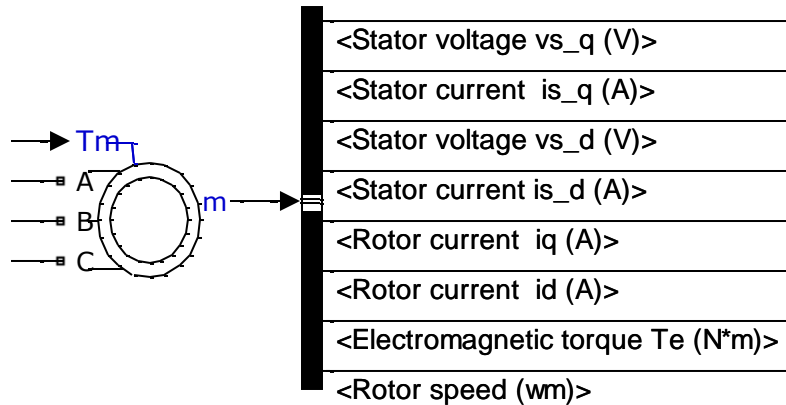 <Stator voltage vs_q (V)>
<Stator current is_q (A)>
<Stator voltage vs_d (V)>
<Stator current is_d (A)>
<Rotor current iq (A)>
<Rotor current id (A)>
<Electromagnetic torque Te (N*m)>
<Rotor speed (wm)>
Tm
A
B
C
m